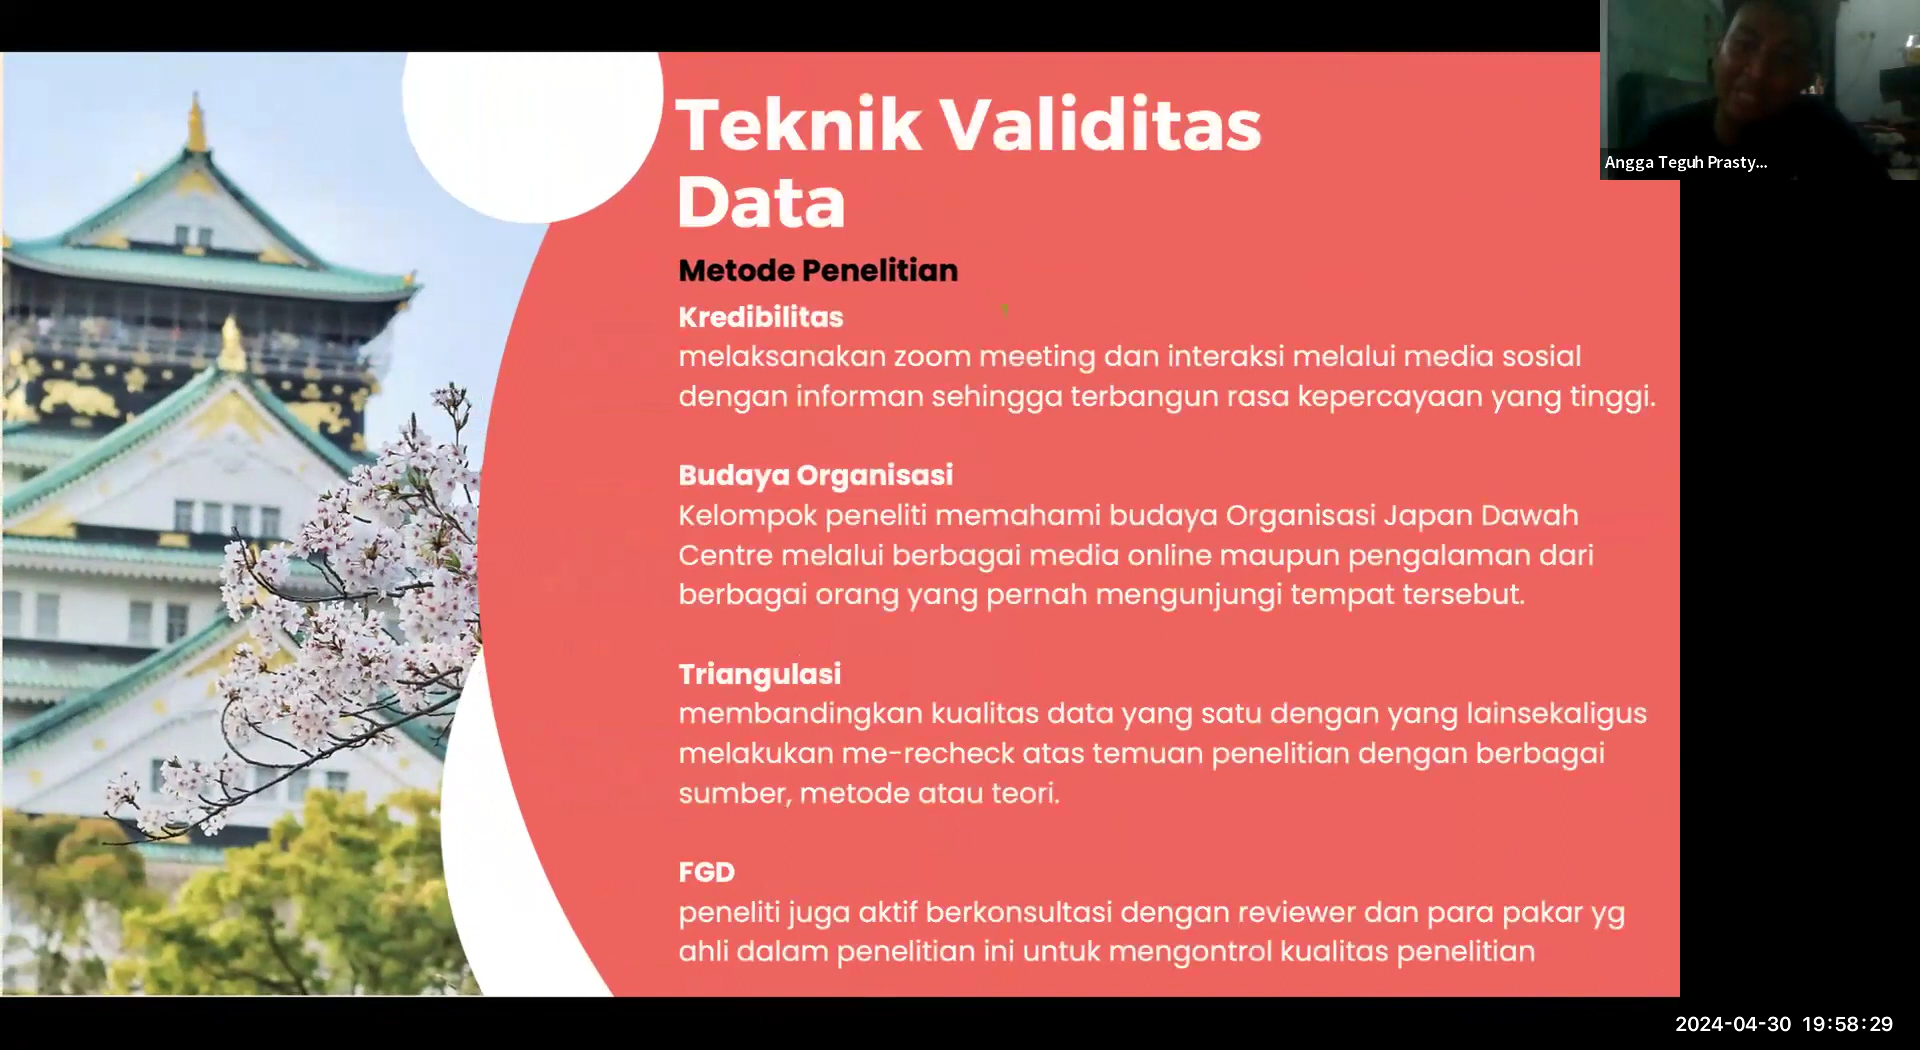 Teknik Validitas
Data
Metode Penelitian
Kredibilitas
melaksanakan zoom meeting dan interaksi melalui media sosial
dengan informan sehingga terbangun rasa kepercayaan yang tinggi.
Budaya Organisasi
Kelompok peneliti memahami budaya Organisasi Japan Dawah
Centre melalui berbagai media online maupun pengalaman dari
berbagai orang yang pernah mengunjungi tempat tersebut.
Triangulasi
membandingkan kualitas data yang satu dengan yang lainsekaligus
melakukan me-recheck atas temuan penelitian dengan berbagai
sumber, metode atau teori.
FGD
peneliti juga aktif berkonsultasi dengan reviewer dan para pakar yg
ahli dalam penelitian ini untuk mengontrol kualitas penelitian
Angga Teguh Prasty...
2024-04-30 19:58:29